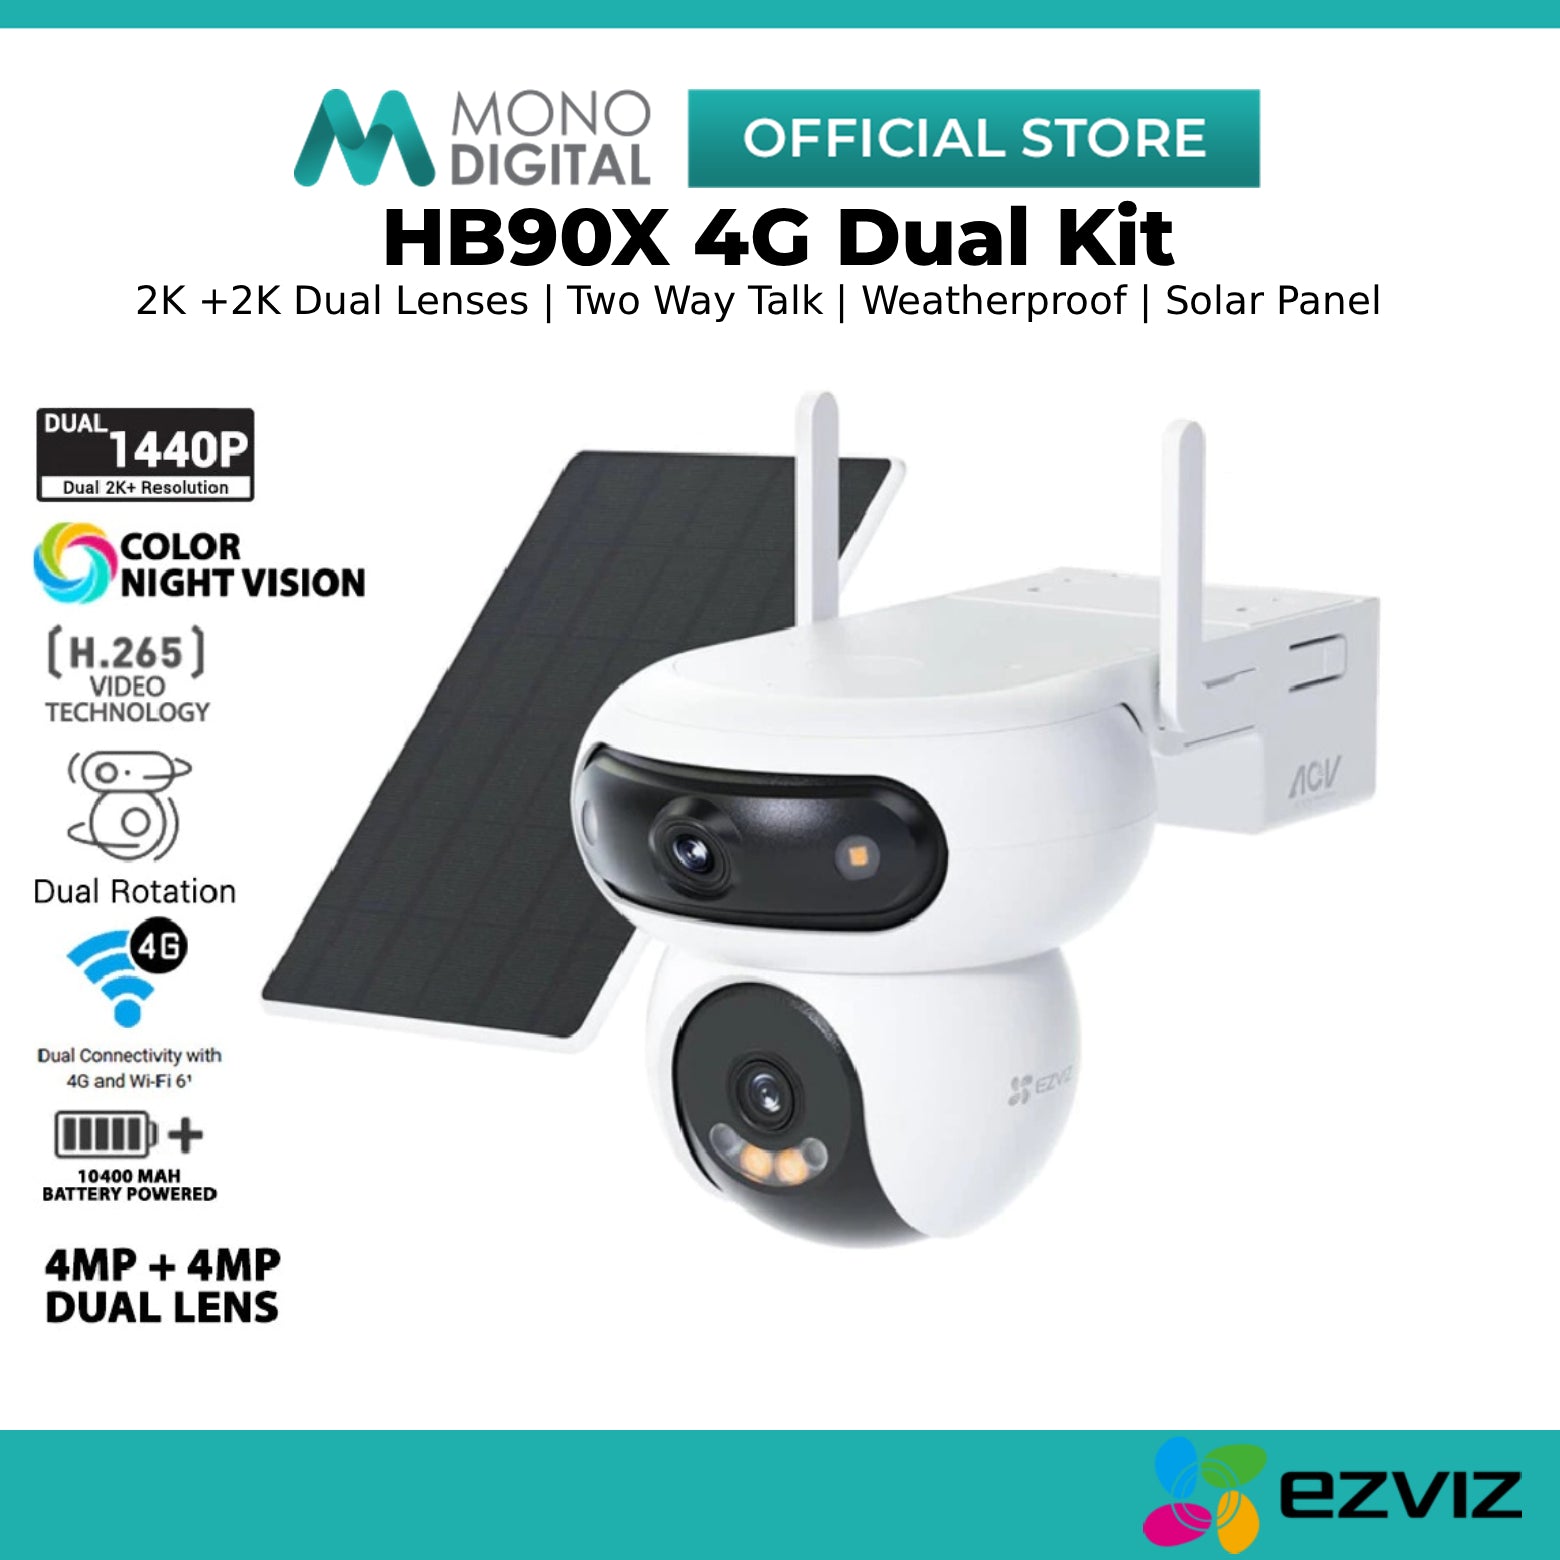 MONO
DIGITAL
OFFICIAL STORE
HB90X 4G Dual Kit
2K +2K Dual Lenses | Two Way Talk | Weatherproof | Solar Panel
DUAL
1440P
Dual 2K+ Resolution
COLOR
NIGHT VISION
[H.265]
VIDEO
TECHNOLOGY
Dual Rotation
4G
Dual Connectivity with
4G and Wi-Fi 6¹
10400 MAH
BATTERY POWERED
4MP + 4MP
DUAL LENS
AOV
EZVIZ
ezviz